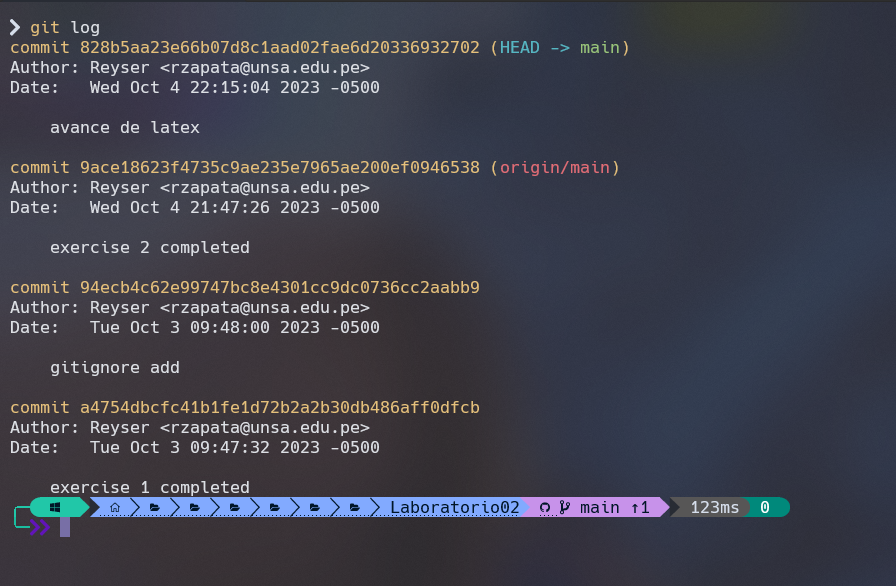 ❯ git log
commit 828b5aa23e66b07d8c1aad02fae6d20336932702 (HEAD -> main)
Author: Reyser <rzapata@unsa.edu.pe>
Date:   Wed Oct 4 22:15:04 2023 -0500
avance de latex
commit 9ace18623f4735c9ae235e7965ae200ef0946538 (origin/main)
Author: Reyser <rzapata@unsa.edu.pe>
Date:   Wed Oct 4 21:47:26 2023 -0500
exercise 2 completed
commit 94ecb4c62e99747bc8e4301cc9dc0736cc2aabb9
Author: Reyser <rzapata@unsa.edu.pe>
Date:   Tue Oct 3 09:48:00 2023 -0500
gitignore add
commit a4754dbcfc41b1fe1d72b2a2b30db486aff0dfcb
Author: Reyser <rzapata@unsa.edu.pe>
Date:   Tue Oct 3 09:47:32 2023 -0500
exercise 1 completed
Laboratorio02 main ↑1 123ms 0